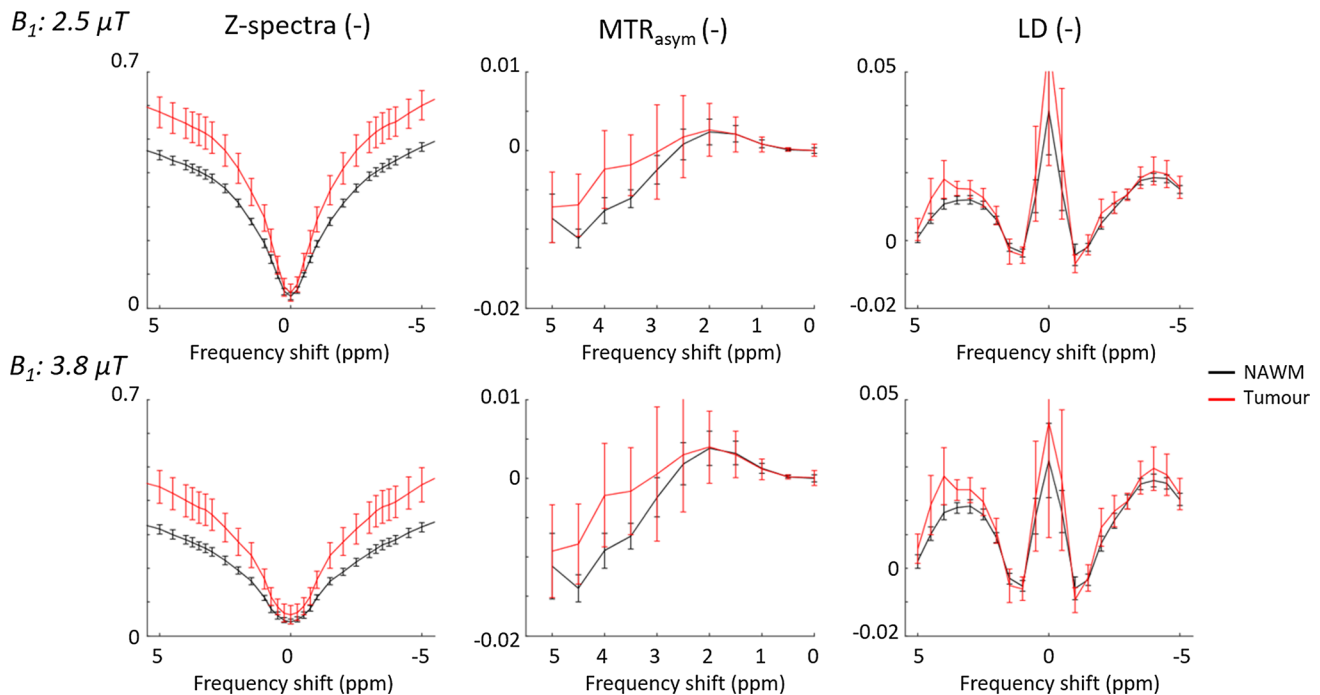 B1: 2.5 µT
Z-spectra (-)
MTRasym (-)
LD (-)
0.7
0
5 0 -5
Frequency shift (ppm)
0.01
0
-0.02
5 4 3 2 1 0
Frequency shift (ppm)
0.05
0
-0.02
5 0 -5
Frequency shift (ppm)
B1: 3.8 µT
0.7
0
5 0 -5
Frequency shift (ppm)
0.01
0
-0.02
5 4 3 2 1 0
Frequency shift (ppm)
0.05
0
-0.02
5 0 -5
Frequency shift (ppm)
NAWM
Tumour